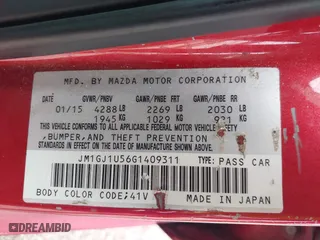 MFD. BY MAZDA MOTOR CORPORATION
DATE GVWR/PNBV GAWR/PNBE FRT GAWR/PNBE RR
01/15 4288 LB 2269 LB 2030 LB
1945 KG 1029 KG 921 KG
THIS VEHICLE CONFORMS TO ALL APPLICABLE FEDERAL
MOTOR VEHICLE SAFETY
, BUMPER, AND THEFT PREVENTION
STANDARDS IN EFFECT ON THE DATE OF MANUFACTURE
SHOWN ABOVE.
JM1GJ1U56G1409311 TYPE: PASS CAR
BODY COLOR CODE;41V MADE IN JAPAN
DREAMBID